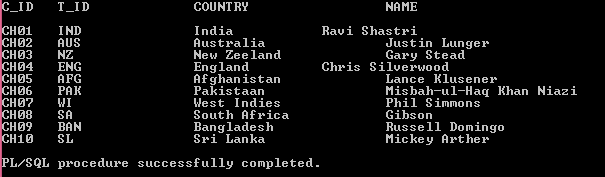 C_ID T_ID COUNTRY NAME
CH01 IND India Ravi Shastri
CH02 AUS Australia Justin Lunger
CH03 NZ New Zeeland Gary Stead
CH04 ENG England Chris Silverwood
CH05 AFG Afghanistan Lance Klusener
CH06 PAK Pakistaan Misbah-ul-Haq Khan Niazi
CH07 WI West Indies Phil Simmons
CH08 SA South Africa Gibson
CH09 BAN Bangladesh Russell Domingo
CH10 SL Sri Lanka Mickey Arther
PL/SQL procedure successfully completed.